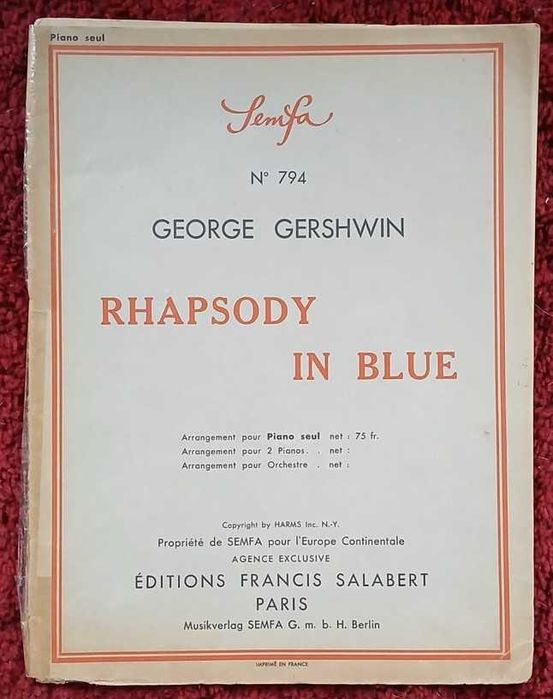 Piano seul
Semfa
N° 794
GEORGE GERSHWIN
RHAPSODY
IN BLUE
Arrangement pour Piano seul net : 75 fr.
Arrangement pour 2 Pianos. . net :
Arrangement pour Orchestre . net :
Copyright by HARMS Inc. N.-Y.
Propriété de SEMFA pour l'Europe Continentale
AGENCE EXCLUSIVE
ÉDITIONS FRANCIS SALABERT
PARIS
Musikverlag SEMFA G. m. b. H. Berlin
IMPRIMÉ EN FRANCE